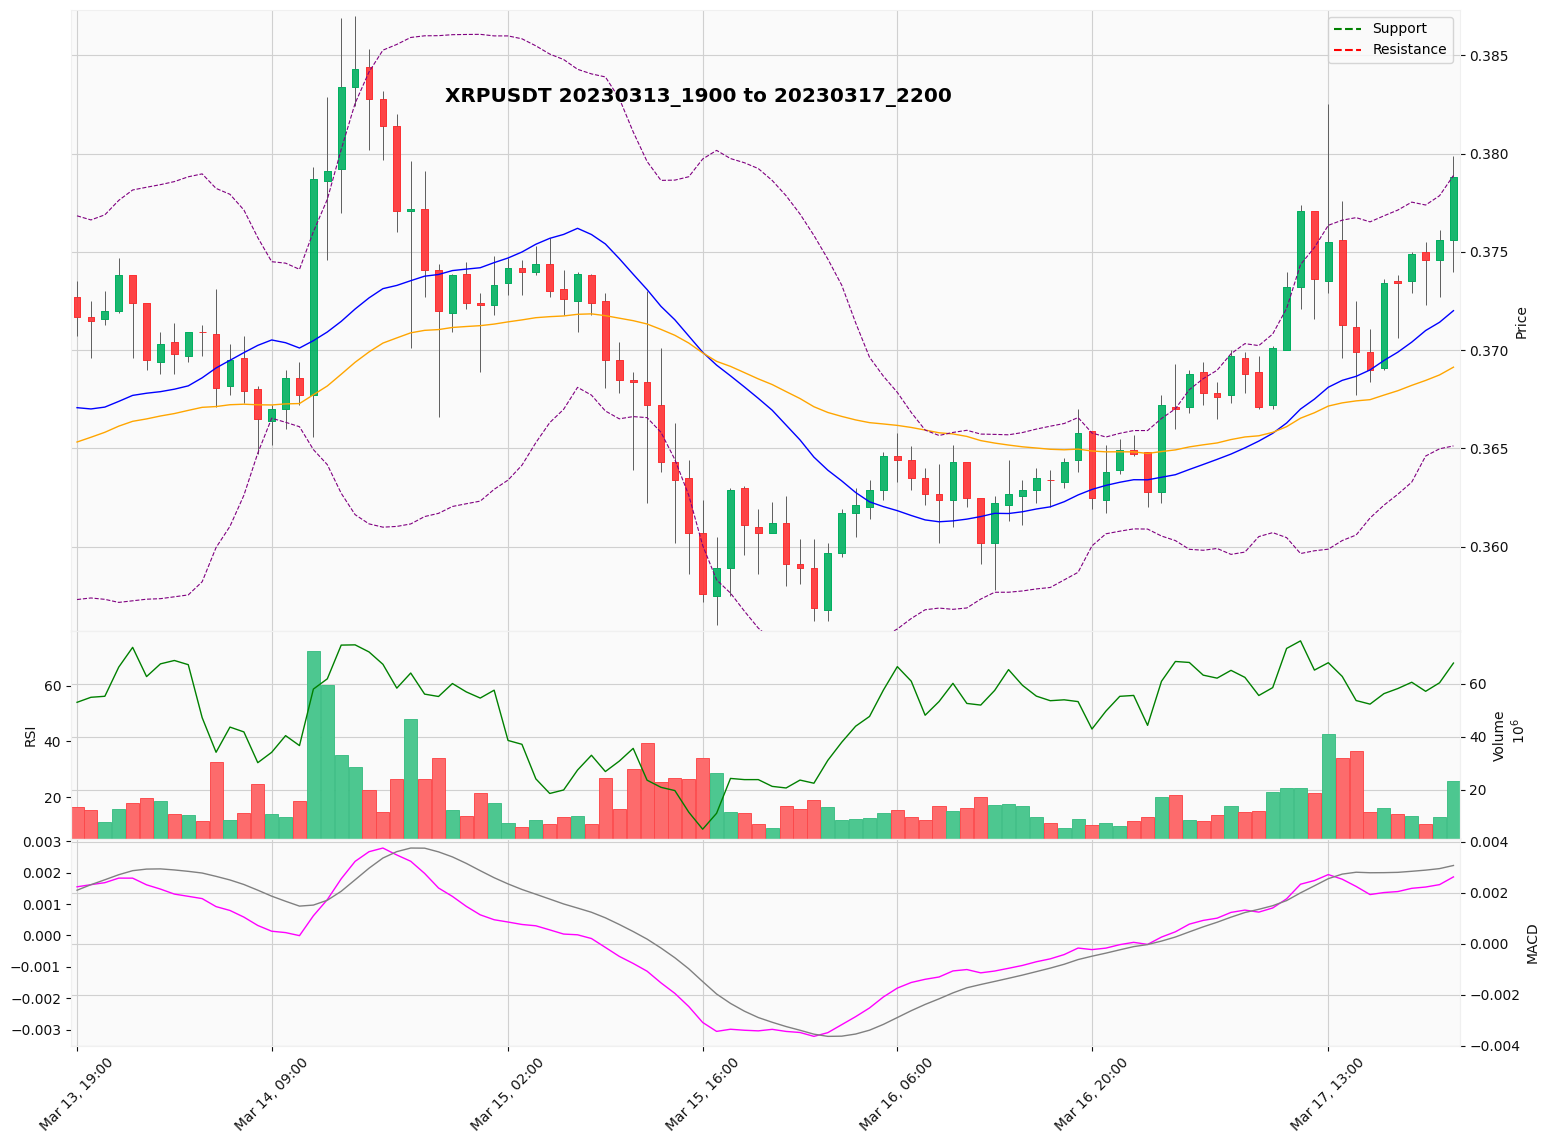 Support
Resistance
XRPUSDT 20230313_1900 to 20230317_2200
0.385
0.380
0.375
0.370
0.365
0.360
Price
60
40
20
RSI
60
40
20
Volume
10^6
0.003
0.002
0.001
0.000
−0.001
−0.002
−0.003
0.004
0.002
0.000
−0.002
−0.004
MACD
Mar 13, 19:00
Mar 14, 09:00
Mar 15, 02:00
Mar 15, 16:00
Mar 16, 06:00
Mar 16, 20:00
Mar 17, 13:00